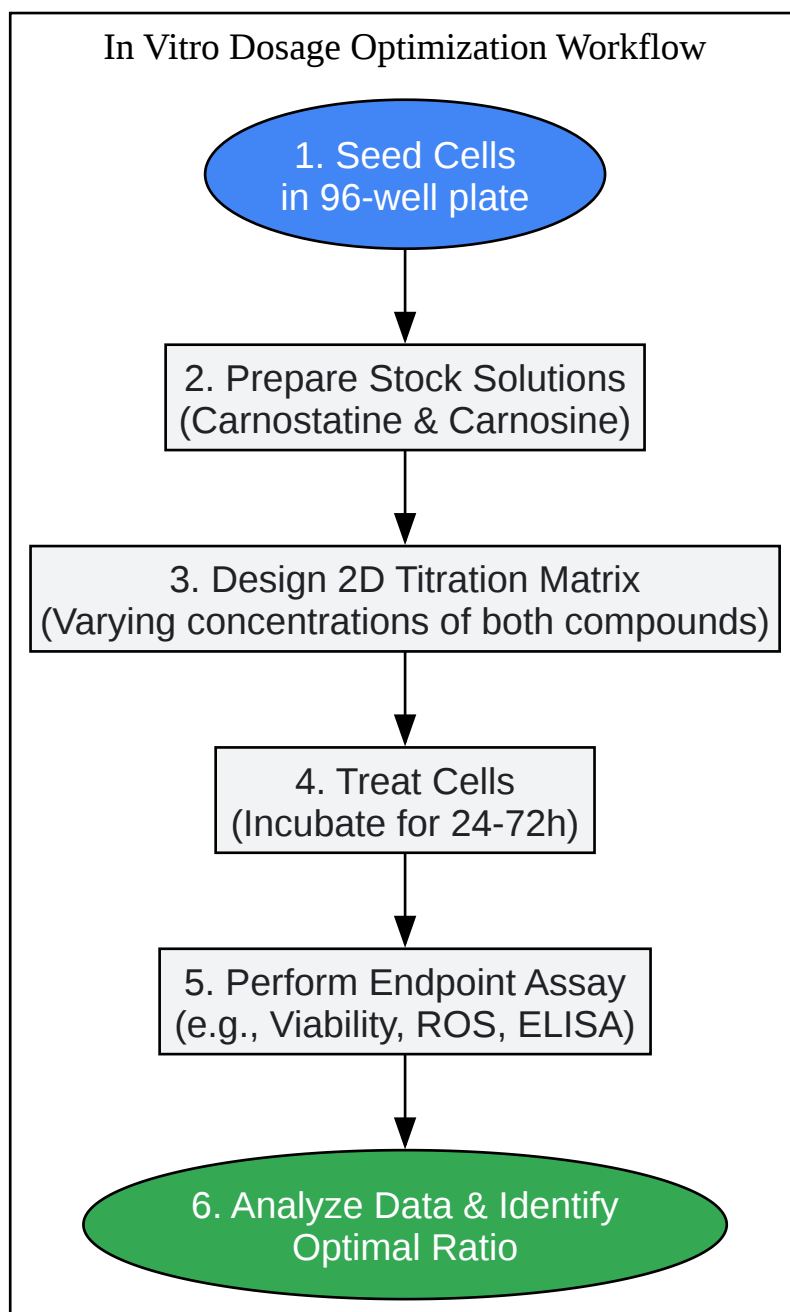 In Vitro Dosage Optimization Workflow
1. Seed Cells
in 96-well plate
2. Prepare Stock Solutions
(Carnostatine & Carnosine)
3. Design 2D Titration Matrix
(Varying concentrations of both compounds)
4. Treat Cells
(Incubate for 24-72h)
5. Perform Endpoint Assay
(e.g., Viability, ROS, ELISA)
6. Analyze Data & Identify
Optimal Ratio